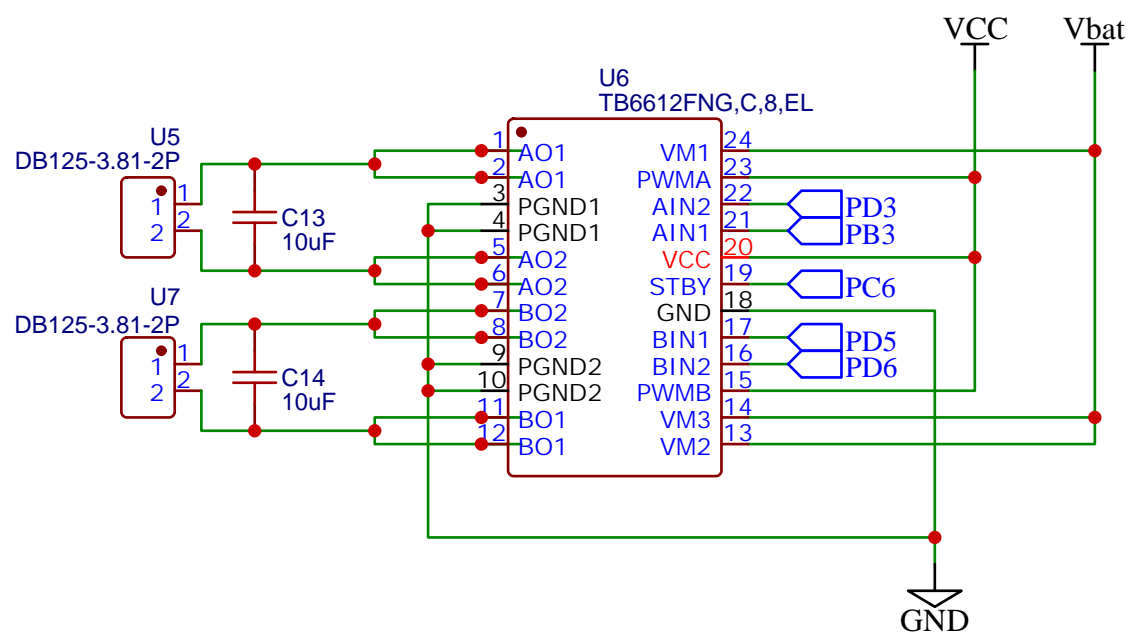 VCC
Vbat
U6
TB6612FNG,C,8,EL
U5
DB125-3.81-2P
1
2
1
2
C13
10uF
U7
DB125-3.81-2P
1
2
1
2
C14
10uF
1 AO1
2 AO1
3 PGND1
4 PGND1
5 AO2
6 AO2
7 BO2
8 BO2
9 PGND2
10 PGND2
11 BO1
12 BO1
VM1 24
PWMA 23
AIN2 22 PD3
AIN1 21 PB3
VCC 20
STBY 19 PC6
GND 18
BIN1 17 PD5
BIN2 16 PD6
PWMB 15
VM3 14
VM2 13
GND